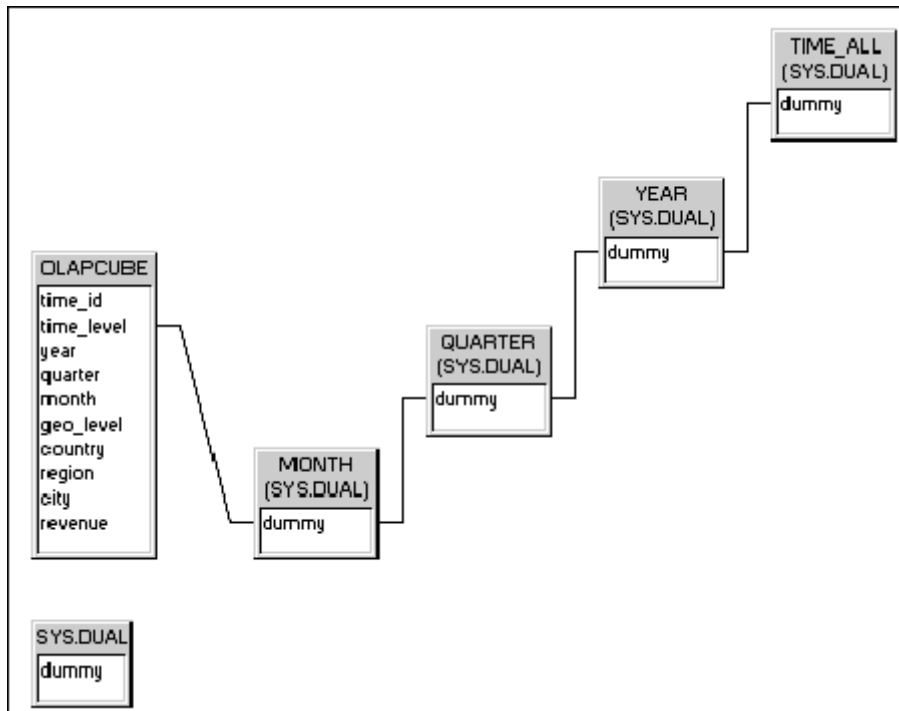 TIME_ALL
(SYS.DUAL)
dummy
YEAR
(SYS.DUAL)
dummy
OLAPCUBE
time_id
time_level
year
quarter
month
geo_level
country
region
city
revenue
QUARTER
(SYS.DUAL)
dummy
MONTH
(SYS.DUAL)
dummy
SYS.DUAL
dummy